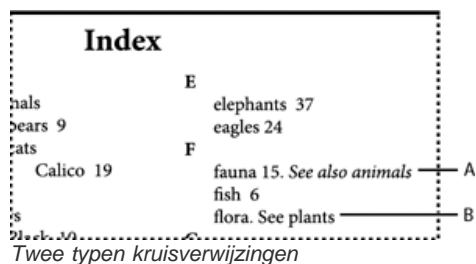 Index
Calico 19
E
elephants 37
eagles 24
F
fauna 15. See also animals
A
fish 6
flora. See plants
B
Twee typen kruisverwijzingen